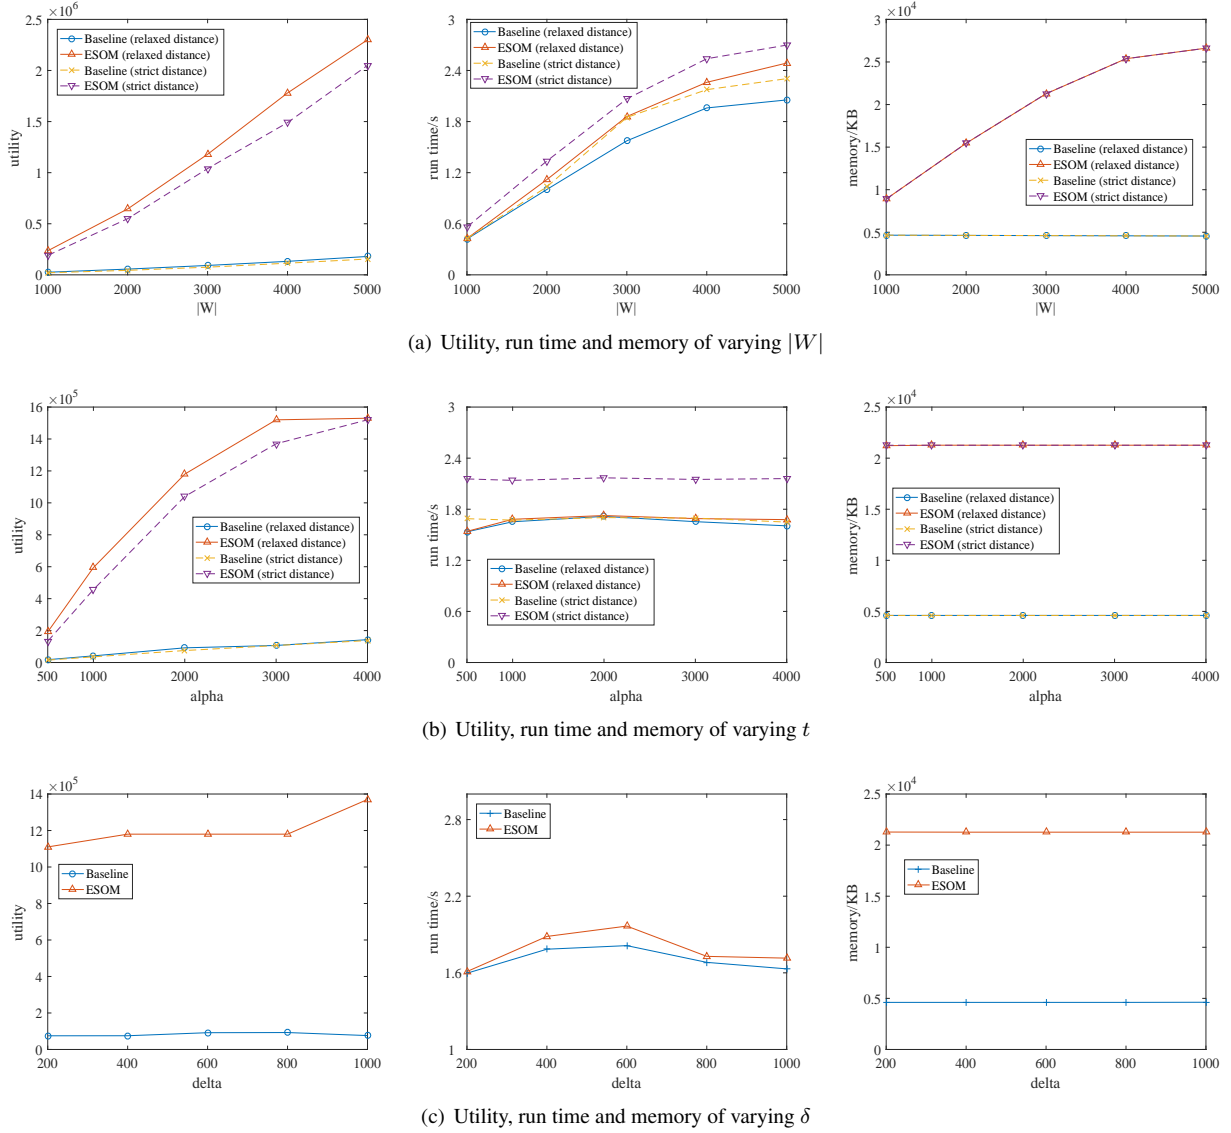 ×10^6
2.5
2
1.5
1
0.5
0
utility
1000 2000 3000 4000 5000
|W|
Baseline (relaxed distance)
ESOM (relaxed distance)
Baseline (strict distance)
ESOM (strict distance)
3
2.4
1.8
1.2
0.6
0
run time/s
1000 2000 3000 4000 5000
|W|
Baseline (relaxed distance)
ESOM (relaxed distance)
Baseline (strict distance)
ESOM (strict distance)
×10^4
3
2.5
2
1.5
1
0.5
0
memory/KB
1000 2000 3000 4000 5000
|W|
Baseline (relaxed distance)
ESOM (relaxed distance)
Baseline (strict distance)
ESOM (strict distance)
(a) Utility, run time and memory of varying |W|
×10^5
16
14
12
10
8
6
4
2
0
utility
500 1000 2000 3000 4000
alpha
Baseline (relaxed distance)
ESOM (relaxed distance)
Baseline (strict distance)
ESOM (strict distance)
3
2.4
1.8
1.2
0.6
0
run time/s
500 1000 2000 3000 4000
alpha
Baseline (relaxed distance)
ESOM (relaxed distance)
Baseline (strict distance)
ESOM (strict distance)
×10^4
2.5
2
1.5
1
0.5
0
memory/KB
500 1000 2000 3000 4000
alpha
Baseline (relaxed distance)
ESOM (relaxed distance)
Baseline (strict distance)
ESOM (strict distance)
(b) Utility, run time and memory of varying t
×10^5
14
12
10
8
6
4
2
0
utility
200 400 600 800 1000
delta
Baseline
ESOM
2.8
2.2
1.6
1
run time/s
200 400 600 800 1000
delta
Baseline
ESOM
×10^4
2.5
2
1.5
1
0.5
0
memory/KB
200 400 600 800 1000
delta
Baseline
ESOM
(c) Utility, run time and memory of varying δ